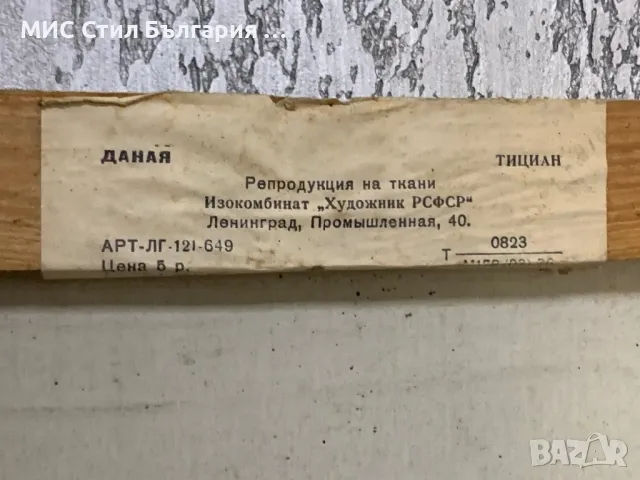 МИС Стил България ...
ДАНАЯ ТИЦИАН
Репродукция на ткани
Изокомбинат „Художник РСФСР“
Ленинград, Промышленная, 40.
АРТ-ЛГ-121-649 Т 0823
Цена 5 р.
BAZAR